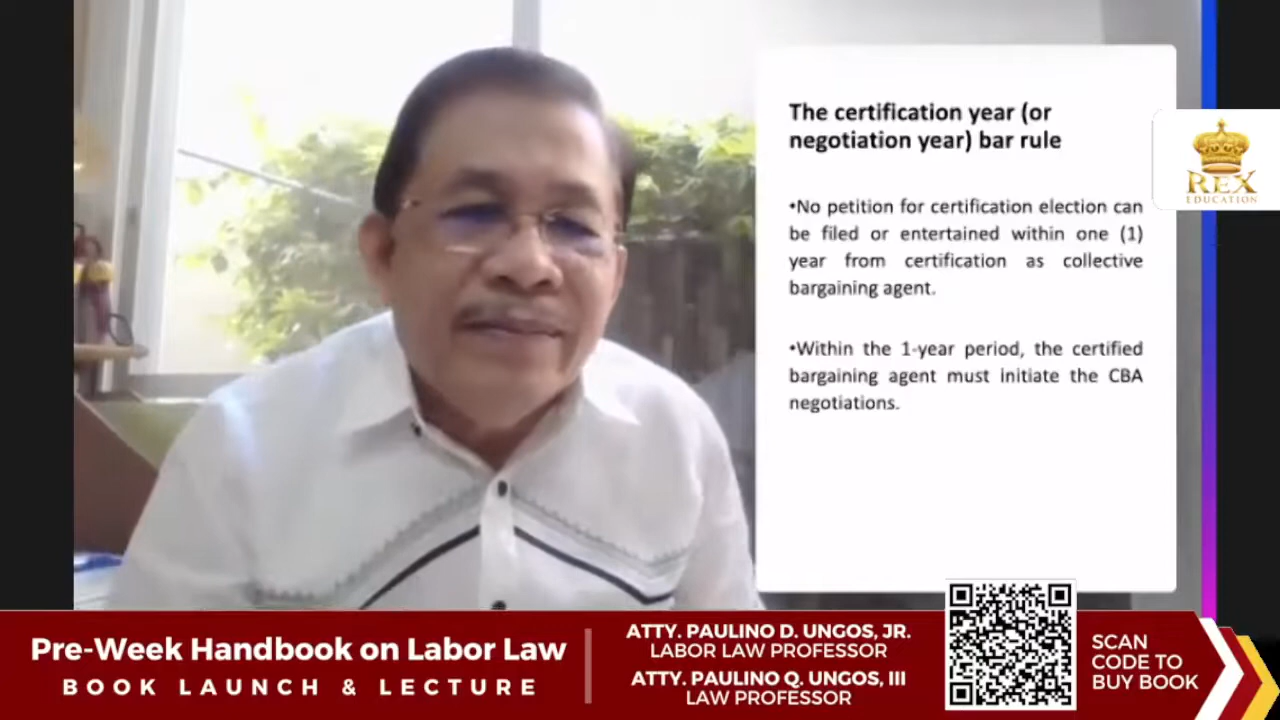 The certification year (or
negotiation year) bar rule
•No petition for certification election can
be filed or entertained within one (1)
year from certification as collective
bargaining agent.
•Within the 1-year period, the certified
bargaining agent must initiate the CBA
negotiations.
REX
EDUCATION
Pre-Week Handbook on Labor Law
BOOK LAUNCH & LECTURE
ATTY. PAULINO D. UNGOS, JR.
LABOR LAW PROFESSOR
ATTY. PAULINO Q. UNGOS, III
LAW PROFESSOR
SCAN
CODE TO
BUY BOOK